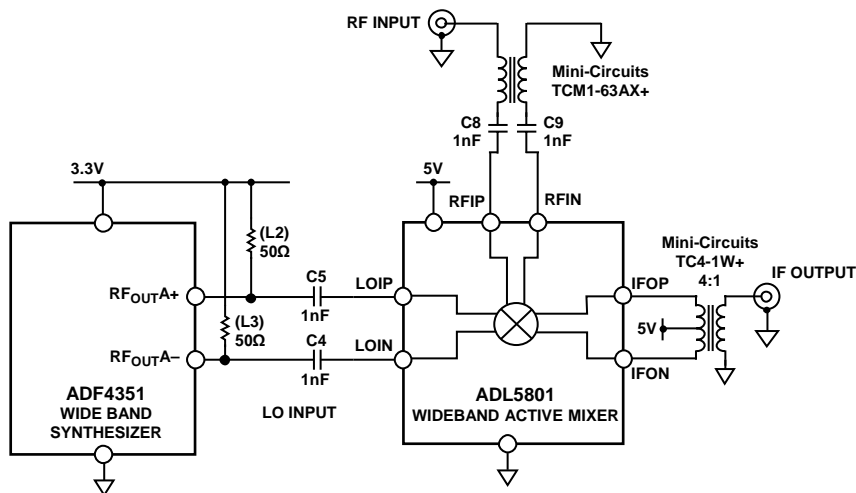 RF INPUT
Mini-Circuits
TCM1-63AX+
C8
1nF
C9
1nF
3.3V
5V
RFIP
RFIN
(L2)
50Ω
Mini-Circuits
TC4-1W+
4:1
IF OUTPUT
C5
1nF
RFOUTA+
LOIP
IFOP
(L3)
50Ω
C4
1nF
5V
RFOUTA–
LOIN
IFON
ADF4351
WIDE BAND
SYNTHESIZER
LO INPUT
ADL5801
WIDEBAND ACTIVE MIXER